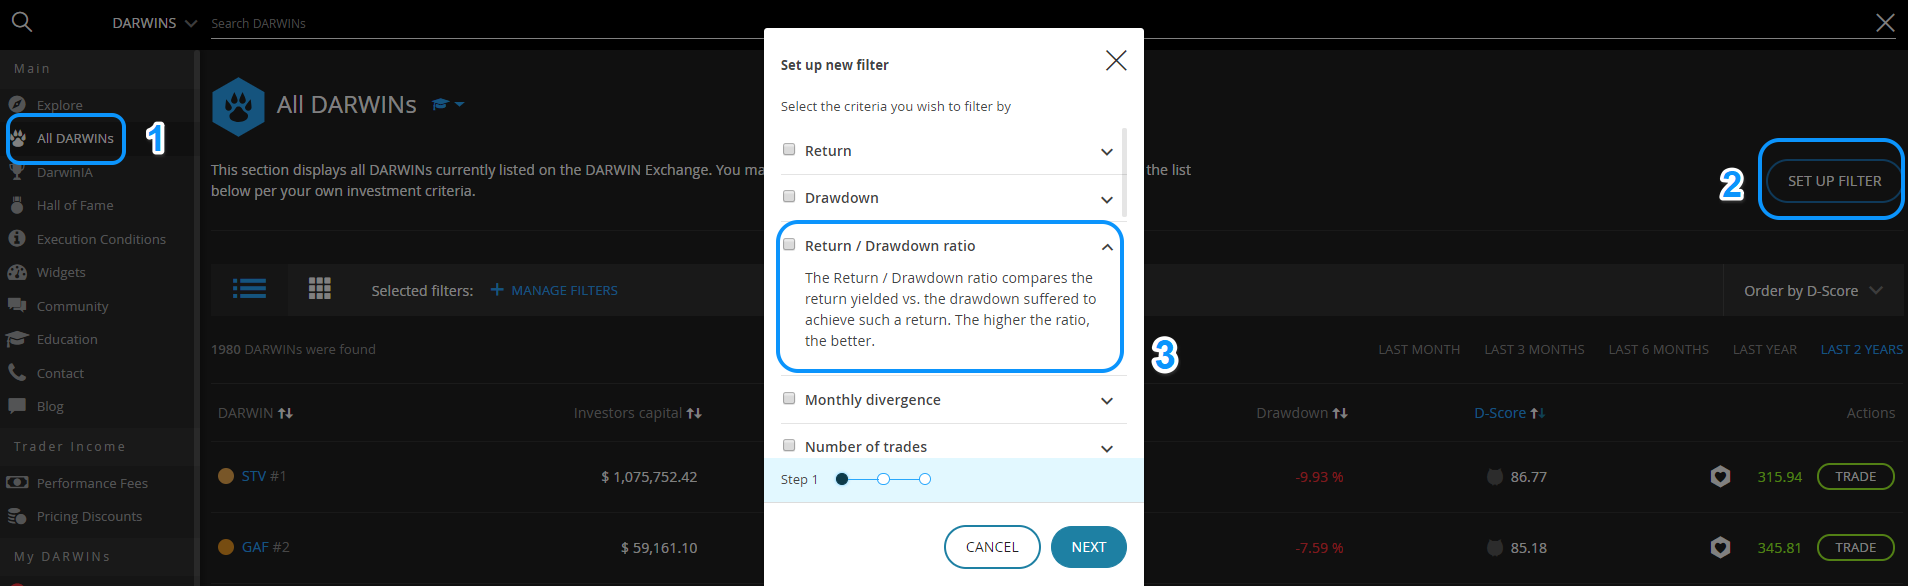 DARWINS
Search DARWINs
Main
Explore
All DARWINs
1
DarwinIA
Hall of Fame
Execution Conditions
Widgets
Community
Education
Contact
Blog
Trader Income
Performance Fees
Pricing Discounts
My DARWINs
All DARWINs
This section displays all DARWINs currently listed on the DARWIN Exchange. You ma
the list
below per your own investment criteria.
2
SET UP FILTER
Selected filters:
+ MANAGE FILTERS
Order by D-Score
1980 DARWINs were found
LAST MONTH
LAST 3 MONTHS
LAST 6 MONTHS
LAST YEAR
LAST 2 YEARS
DARWIN
Investors capital
Drawdown
D-Score
Actions
STV #1
$ 1,075,752.42
-9.93 %
86.77
315.94
TRADE
GAF #2
$ 59,161.10
-7.59 %
85.18
345.81
TRADE
Set up new filter
Select the criteria you wish to filter by
Return
Drawdown
Return / Drawdown ratio
The Return / Drawdown ratio compares the
return yielded vs. the drawdown suffered to
achieve such a return. The higher the ratio,
the better.
3
Monthly divergence
Number of trades
Step 1
CANCEL
NEXT